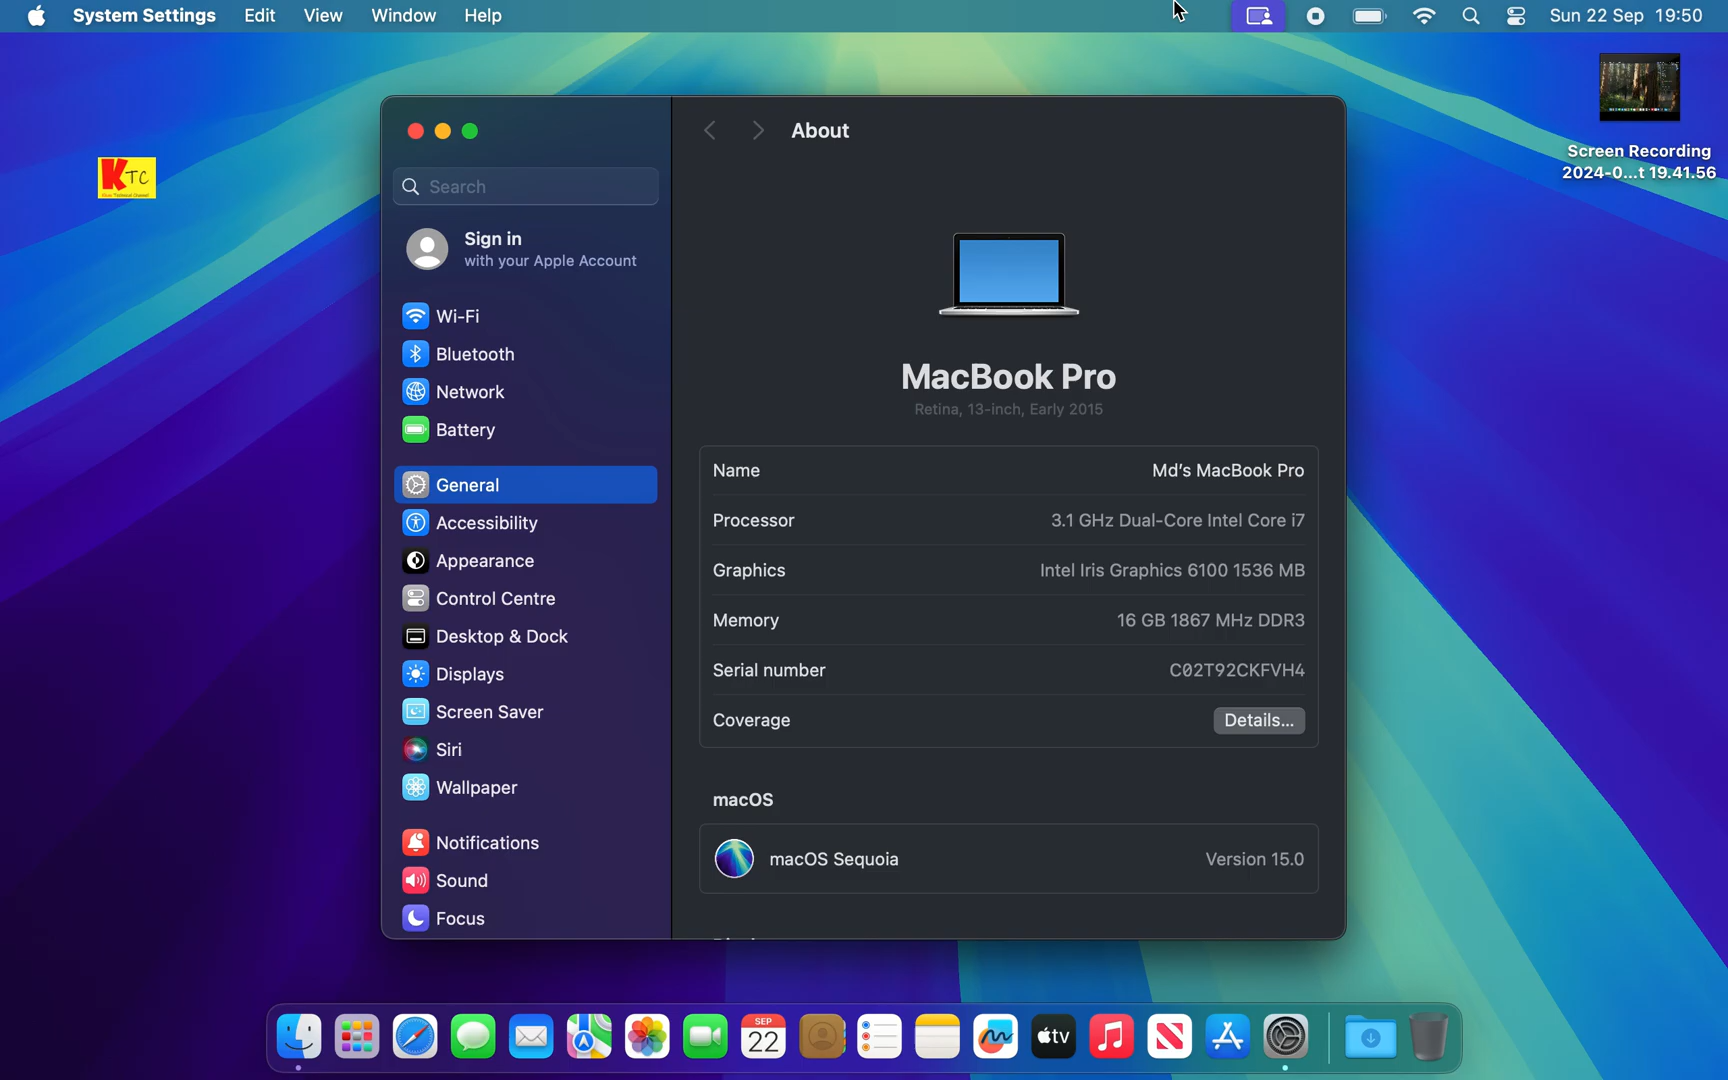 System Settings Edit View Window Help Sun 22 Sep 19:50
KTC
Screen Recording
2024-0...t 19.41.56
About
Search
Sign in
with your Apple Account
Wi-Fi
Bluetooth
Network
Battery
General
Accessibility
Appearance
Control Centre
Desktop & Dock
Displays
Screen Saver
Siri
Wallpaper
Notifications
Sound
Focus
MacBook Pro
Retina, 13-inch, Early 2015
Name Md's MacBook Pro
Processor 3.1 GHz Dual-Core Intel Core i7
Graphics Intel Iris Graphics 6100 1536 MB
Memory 16 GB 1867 MHz DDR3
Serial number C02T92CKFVH4
Coverage Details...
macOS
macOS Sequoia Version 15.0
SEP
22
tv